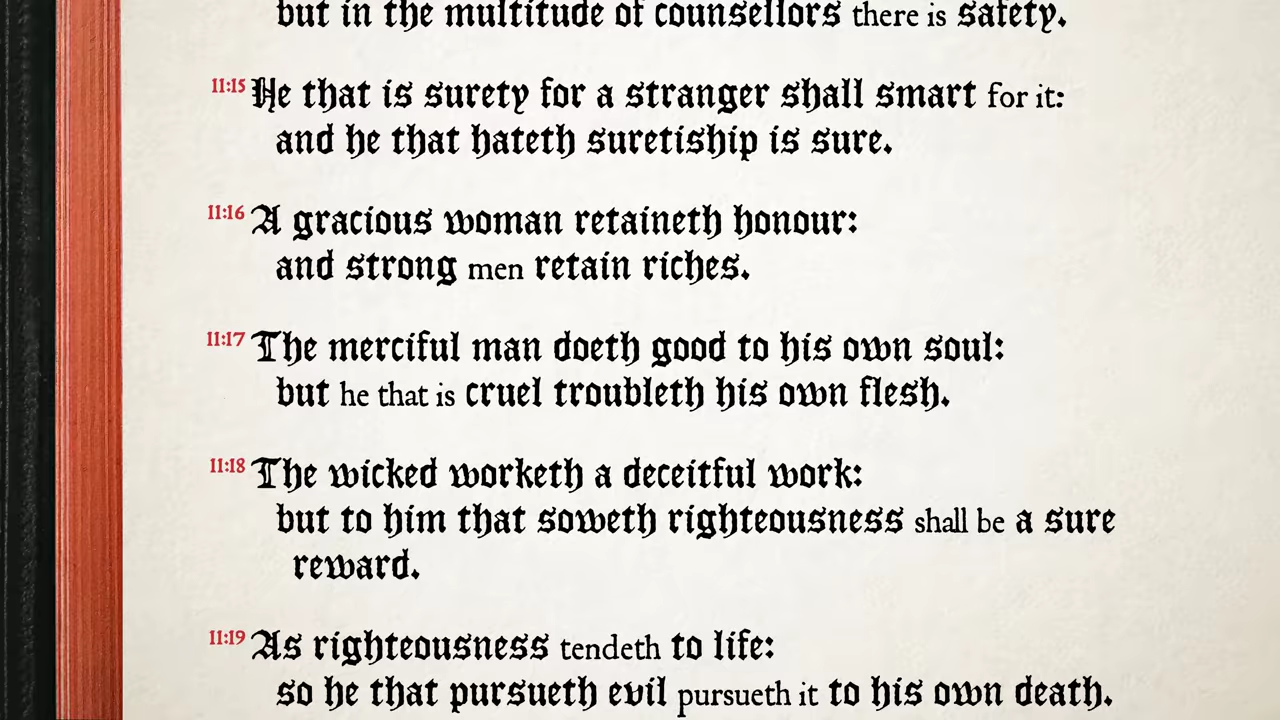 but in the multitude of counsellors there is safety.
11:15 He that is surety for a stranger shall smart for it:
and he that hateth suretiship is sure.
11:16 A gracious woman retaineth honour:
and strong men retain riches.
11:17 The merciful man doeth good to his own soul:
but he that is cruel troubleth his own flesh.
11:18 The wicked worketh a deceitful work:
but to him that soweth righteousness shall be a sure
reward.
11:19 As righteousness tendeth to life:
so he that pursueth evil pursueth it to his own death.